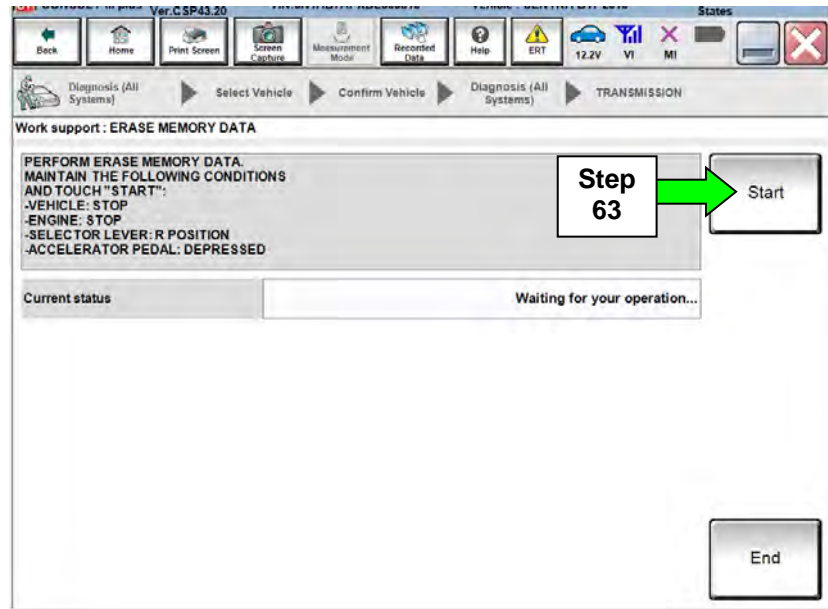 Ver.CSP43.20
States
Back
Home
Print Screen
Screen Capture
Measurement Mode
Recorded Data
Help
ERT
12.2V
VI
MI
Diagnosis (All Systems)
Select Vehicle
Confirm Vehicle
Diagnosis (All Systems)
TRANSMISSION
Work support : ERASE MEMORY DATA
PERFORM ERASE MEMORY DATA.
MAINTAIN THE FOLLOWING CONDITIONS
AND TOUCH "START":
-VEHICLE: STOP
-ENGINE: STOP
-SELECTOR LEVER: R POSITION
-ACCELERATOR PEDAL: DEPRESSED
Step
63
Start
Current status
Waiting for your operation...
End